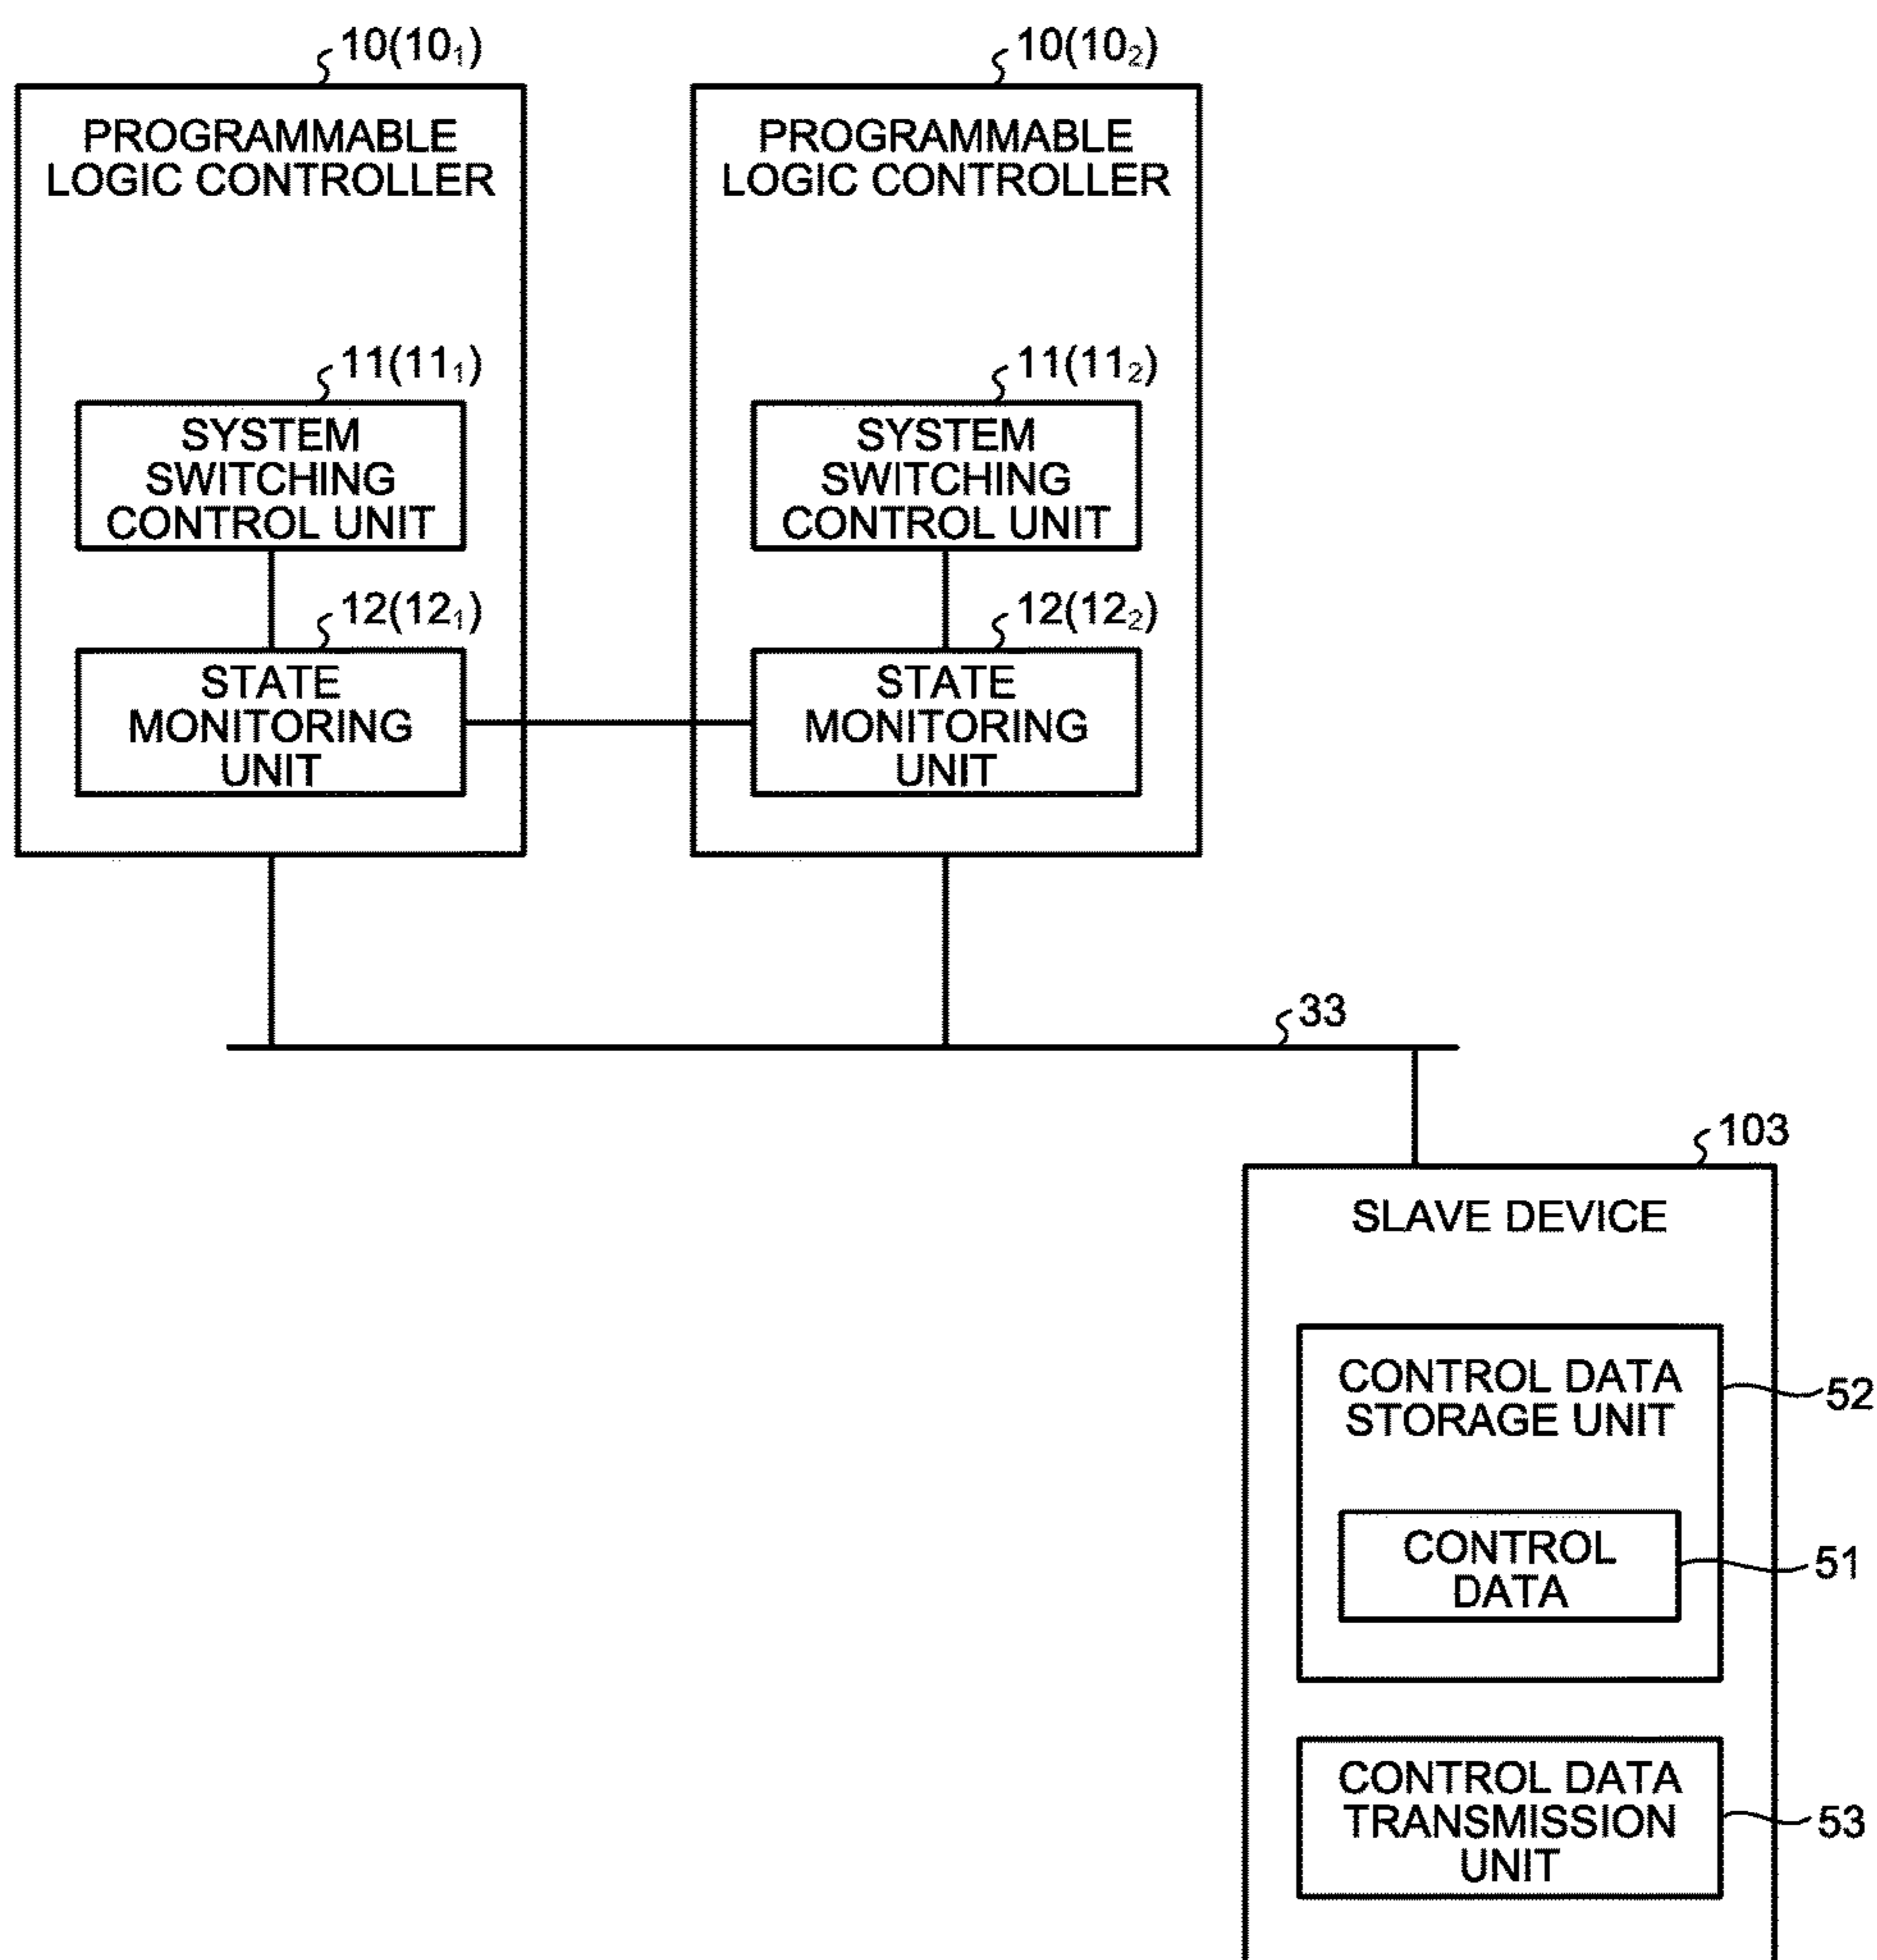 10(10₁)
PROGRAMMABLE
LOGIC CONTROLLER
11(11₁)
SYSTEM
SWITCHING
CONTROL UNIT
12(12₁)
STATE
MONITORING
UNIT
10(10₂)
PROGRAMMABLE
LOGIC CONTROLLER
11(11₂)
SYSTEM
SWITCHING
CONTROL UNIT
12(12₂)
STATE
MONITORING
UNIT
33
103
SLAVE DEVICE
CONTROL DATA
STORAGE UNIT
52
CONTROL
DATA
51
CONTROL DATA
TRANSMISSION
UNIT
53